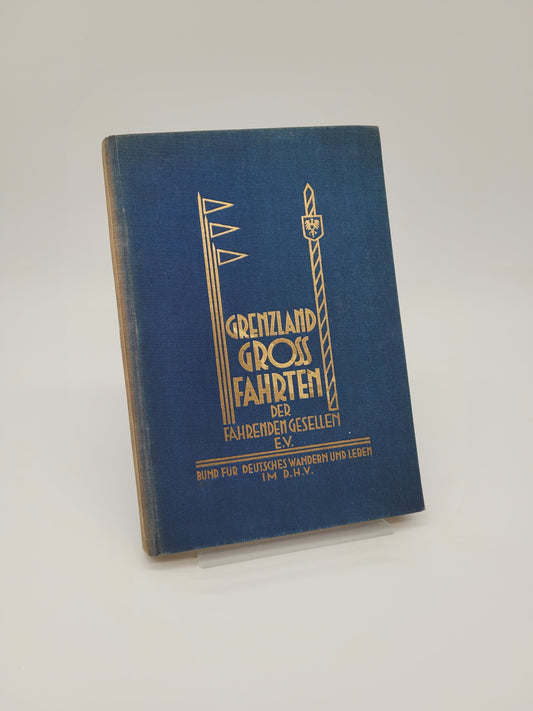 GRENZLAND
GROSS
FAHRTEN
DER
FAHRENDEN GESELLEN
E.V.
BUND FÜR DEUTSCHES WANDERN UND LEBEN
IM D.H.V.